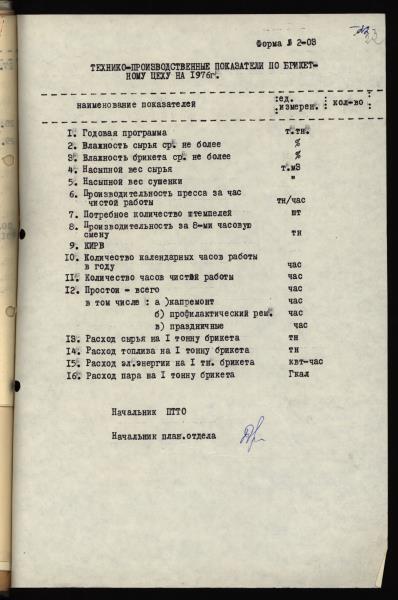 23
Форма № 2-08
ТЕХНИКО-ПРОИЗВОДСТВЕННЫЕ ПОКАЗАТЕЛИ ПО БРИКЕТ-
НОМУ ЦЕХУ НА 1976г.
наименование показателей :ед. измерен. : кол-во :
1. Годовая программа т.тн.
2. Влажность сырья ср. не более %
3. Влажность брикета ср. не более %
4. Насыпной вес сырья т.м3
5. Насыпной вес сушенки "
6. Производительность пресса за час
чистой работы тн/час
7. Потребное количество штемпелей шт
8. Производительность за 8-ми часовую
смену тн
9. КИРВ
10. Количество календарных часов работы
в году час
11. Количество часов чистой работы час
12. Простои - всего час
в том числе : а )капремонт час
б) профилактический рем. час
в) праздничные час
13. Расход сырья на I тонну брикета тн
14. Расход топлива на I тонну брикета тн
15. Расход эл.энергии на I тн. брикета квт-час
16. Расход пара на I тонну брикета Гкал
Начальник ПТО
Начальник план.отдела